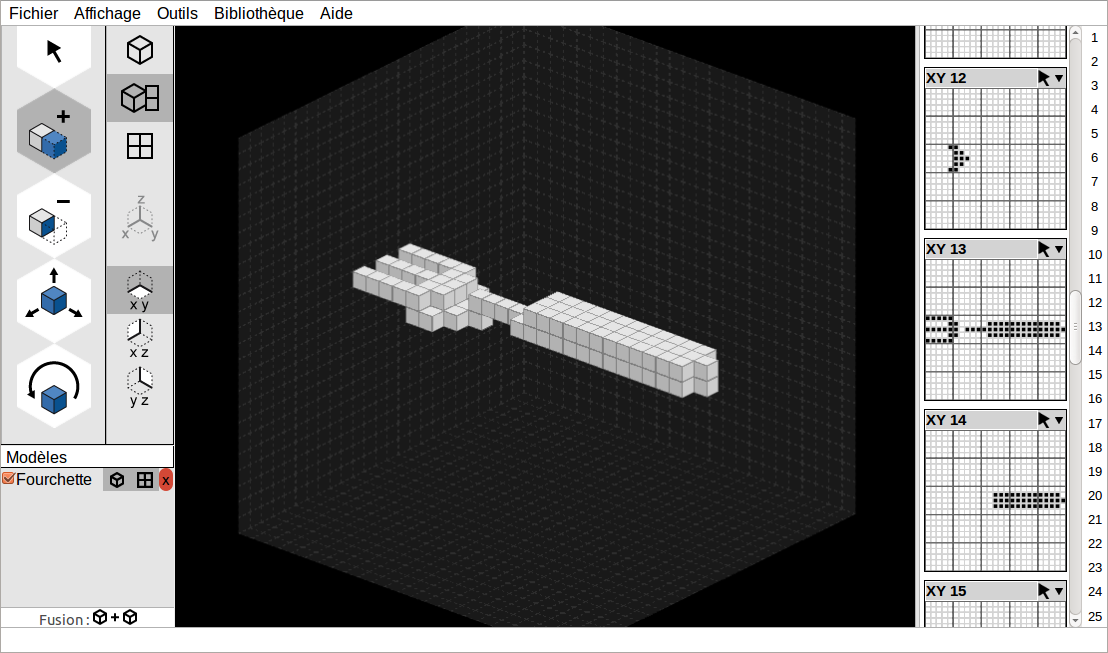 Fichier Affichage Outils Bibliothèque Aide
z
x y
x y
x z
y z
Modèles
Fourchette x
Fusion :
XY 12
XY 13
XY 14
XY 15
1
2
3
4
5
6
7
8
9
10
11
12
13
14
15
16
17
18
19
20
21
22
23
24
25